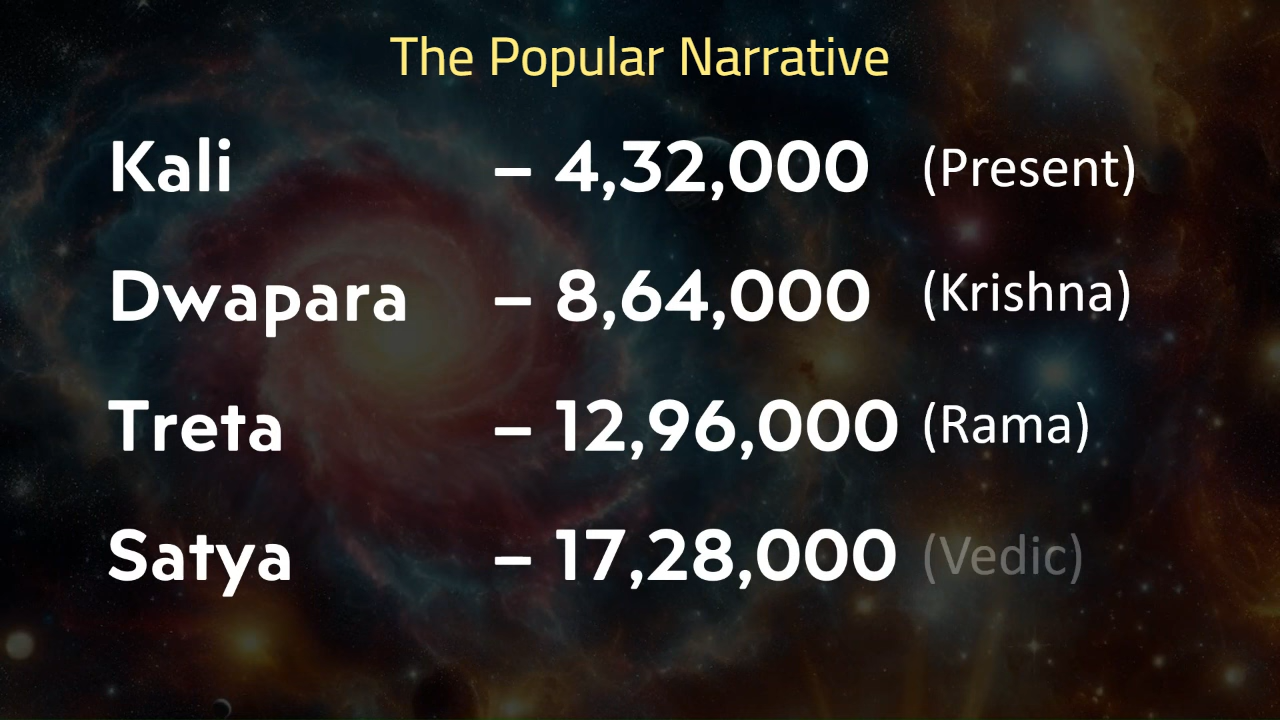 The Popular Narrative
Kali – 4,32,000 (Present)
Dwapara – 8,64,000 (Krishna)
Treta – 12,96,000 (Rama)
Satya – 17,28,000 (Vedic)